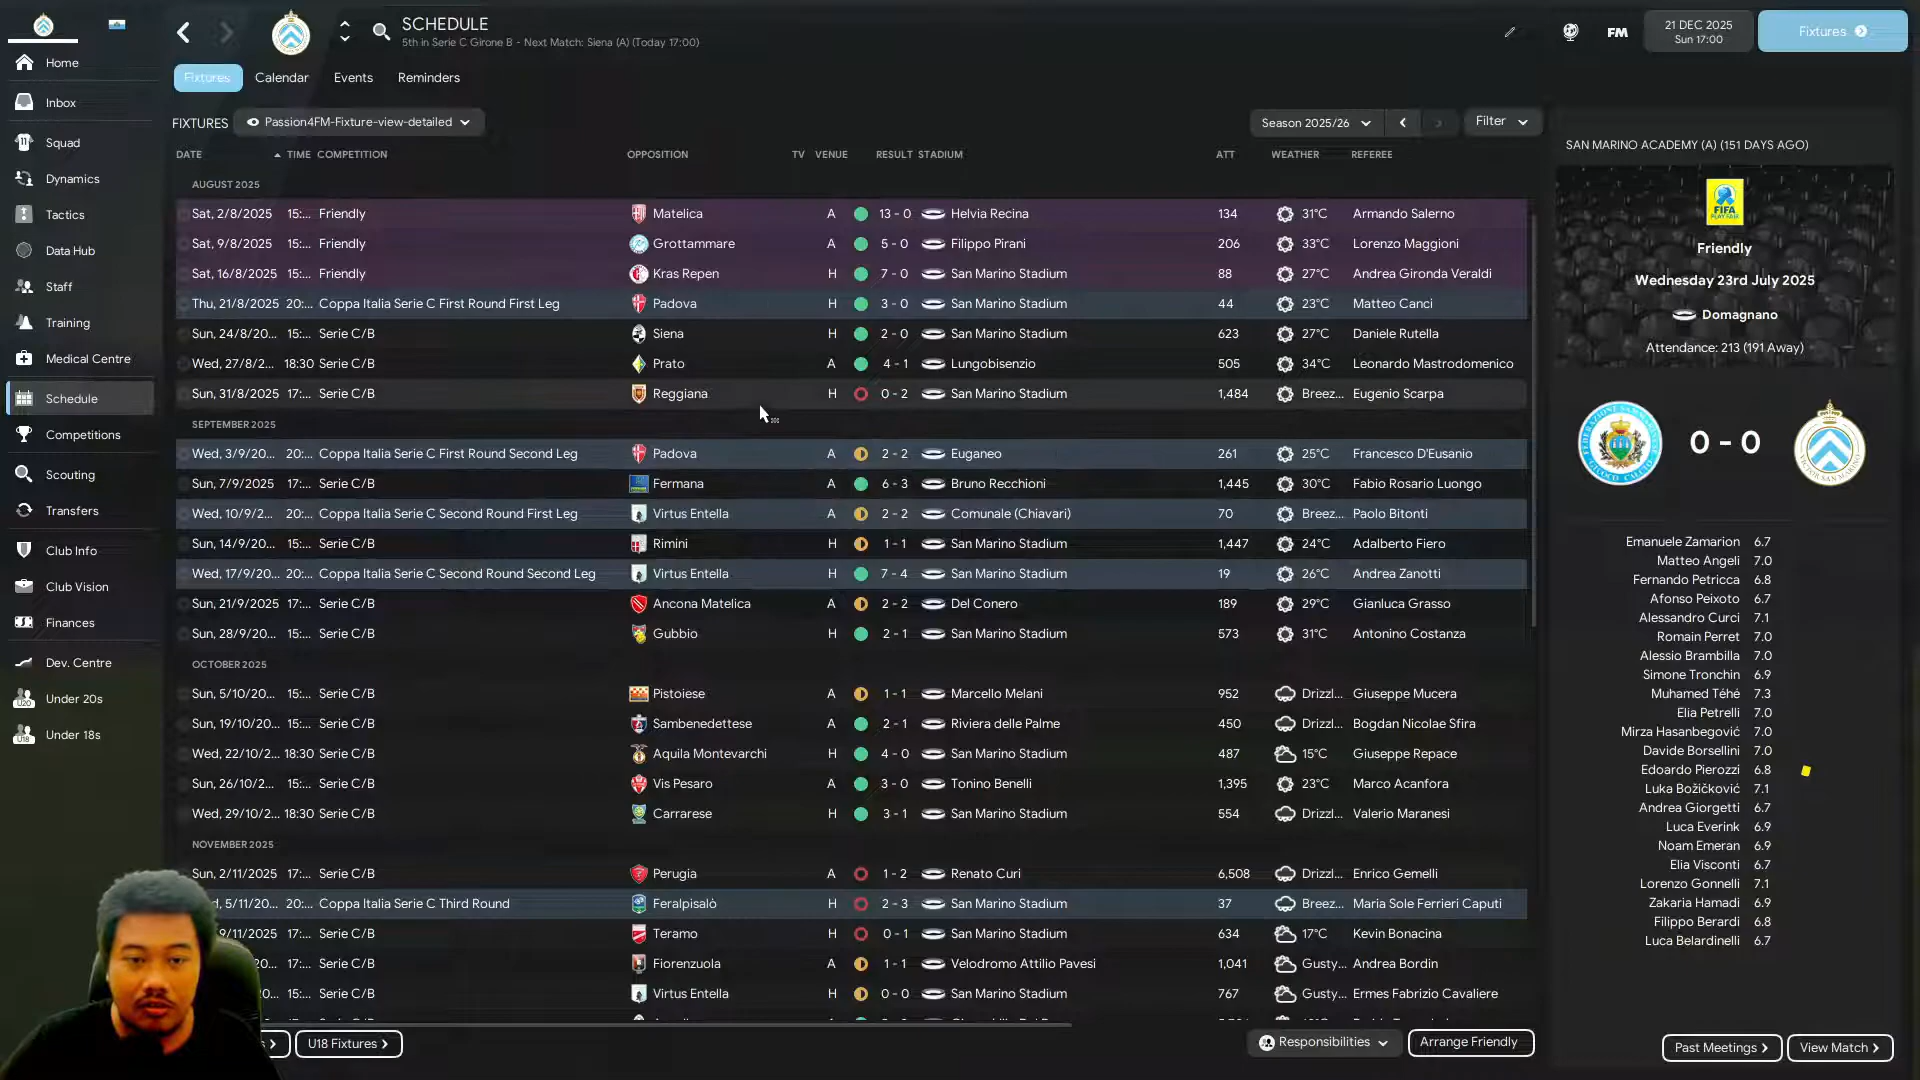 SCHEDULE
5th in Serie C Girone B - Next Match: Siena (A) (Today 17:00)
FM
21 DEC 2025
Sun 17:00
Fixtures
Home
Inbox
Squad
Dynamics
Tactics
Data Hub
Staff
Training
Medical Centre
Schedule
Competitions
Scouting
Transfers
Club Info
Club Vision
Finances
Dev. Centre
Under 20s
Under 18s
Fixtures Calendar Events Reminders
FIXTURES Passion4FM-Fixture-view-detailed
Season 2025/26 Filter
DATE TIME COMPETITION OPPOSITION TV VENUE RESULT STADIUM ATT WEATHER REFEREE
AUGUST 2025
Sat, 2/8/2025 15:... Friendly Matelica A 13 - 0 Helvia Recina 134 31°C Armando Salerno
Sat, 9/8/2025 15:... Friendly Grottammare A 5 - 0 Filippo Pirani 206 33°C Lorenzo Maggioni
Sat, 16/8/2025 15:... Friendly Kras Repen H 7 - 0 San Marino Stadium 88 27°C Andrea Gironda Veraldi
Thu, 21/8/2025 20:... Coppa Italia Serie C First Round First Leg Padova H 3 - 0 San Marino Stadium 44 23°C Matteo Canci
Sun, 24/8/20... 15:... Serie C/B Siena H 2 - 0 San Marino Stadium 623 27°C Daniele Rutella
Wed, 27/8/2... 18:30 Serie C/B Prato A 4 - 1 Lungobisenzio 505 34°C Leonardo Mastrodomenico
Sun, 31/8/2025 17:... Serie C/B Reggiana H 0 - 2 San Marino Stadium 1,484 Breez... Eugenio Scarpa
SEPTEMBER 2025
Wed, 3/9/20... 20:... Coppa Italia Serie C First Round Second Leg Padova A 2 - 2 Euganeo 261 25°C Francesco D'Eusanio
Sun, 7/9/2025 17:... Serie C/B Fermana A 6 - 3 Bruno Recchioni 1,445 30°C Fabio Rosario Luongo
Wed, 10/9/2... 20:... Coppa Italia Serie C Second Round First Leg Virtus Entella A 2 - 2 Comunale (Chiavari) 70 Breez... Paolo Bitonti
Sun, 14/9/20... 15:... Serie C/B Rimini H 1 - 1 San Marino Stadium 1,447 24°C Adalberto Fiero
Wed, 17/9/20... 20:... Coppa Italia Serie C Second Round Second Leg Virtus Entella H 7 - 4 San Marino Stadium 19 26°C Andrea Zanotti
Sun, 21/9/2025 17:... Serie C/B Ancona Matelica A 2 - 2 Del Conero 189 29°C Gianluca Grasso
Sun, 28/9/20... 15:... Serie C/B Gubbio H 2 - 1 San Marino Stadium 573 31°C Antonino Costanza
OCTOBER 2025
Sun, 5/10/20... 15:... Serie C/B Pistoiese A 1 - 1 Marcello Melani 952 Drizzl... Giuseppe Mucera
Sun, 19/10/20... 15:... Serie C/B Sambenedettese A 2 - 1 Riviera delle Palme 450 Drizzl... Bogdan Nicolae Sfira
Wed, 22/10/2... 18:30 Serie C/B Aquila Montevarchi H 4 - 0 San Marino Stadium 487 15°C Giuseppe Repace
Sun, 26/10/2... 15:... Serie C/B Vis Pesaro A 3 - 0 Tonino Benelli 1,395 23°C Marco Acanfora
Wed, 29/10/2... 18:30 Serie C/B Carrarese H 3 - 1 San Marino Stadium 554 Drizzl... Valerio Maranesi
NOVEMBER 2025
Sun, 2/11/2025 17:... Serie C/B Perugia A 1 - 2 Renato Curi 6,508 Drizzl... Enrico Gemelli
5/11/20... 20:... Coppa Italia Serie C Third Round Feralpisalò H 2 - 3 San Marino Stadium 37 Breez... Maria Sole Ferrieri Caputi
9/11/2025 17:... Serie C/B Teramo H 0 - 1 San Marino Stadium 634 17°C Kevin Bonacina
20... 17:... Serie C/B Fiorenzuola A 1 - 1 Velodromo Attilio Pavesi 1,041 Gusty... Andrea Bordin
0... 15:... Serie C/B Virtus Entella H 0 - 0 San Marino Stadium 767 Gusty... Ermes Fabrizio Cavaliere
U18 Fixtures
Responsibilities Arrange Friendly
SAN MARINO ACADEMY (A) (151 DAYS AGO)
FIFA
Friendly
Wednesday 23rd July 2025
Domagnano
Attendance: 213 (191 Away)
0 - 0
Emanuele Zamarion 6.7
Matteo Angeli 7.0
Fernando Petricca 6.8
Afonso Peixoto 6.7
Alessandro Curci 7.1
Romain Perret 7.0
Alessio Brambilla 7.0
Simone Tronchin 6.9
Muhamed Téhé 7.3
Elia Petrelli 7.0
Mirza Hasanbegović 7.0
Davide Borsellini 7.0
Edoardo Pierozzi 6.8
Luka Božičković 7.1
Andrea Giorgetti 6.7
Luca Everink 6.9
Noam Emeran 6.9
Elia Visconti 6.7
Lorenzo Gonnelli 7.1
Zakaria Hamadi 6.9
Filippo Berardi 6.8
Luca Belardinelli 6.7
Past Meetings View Match